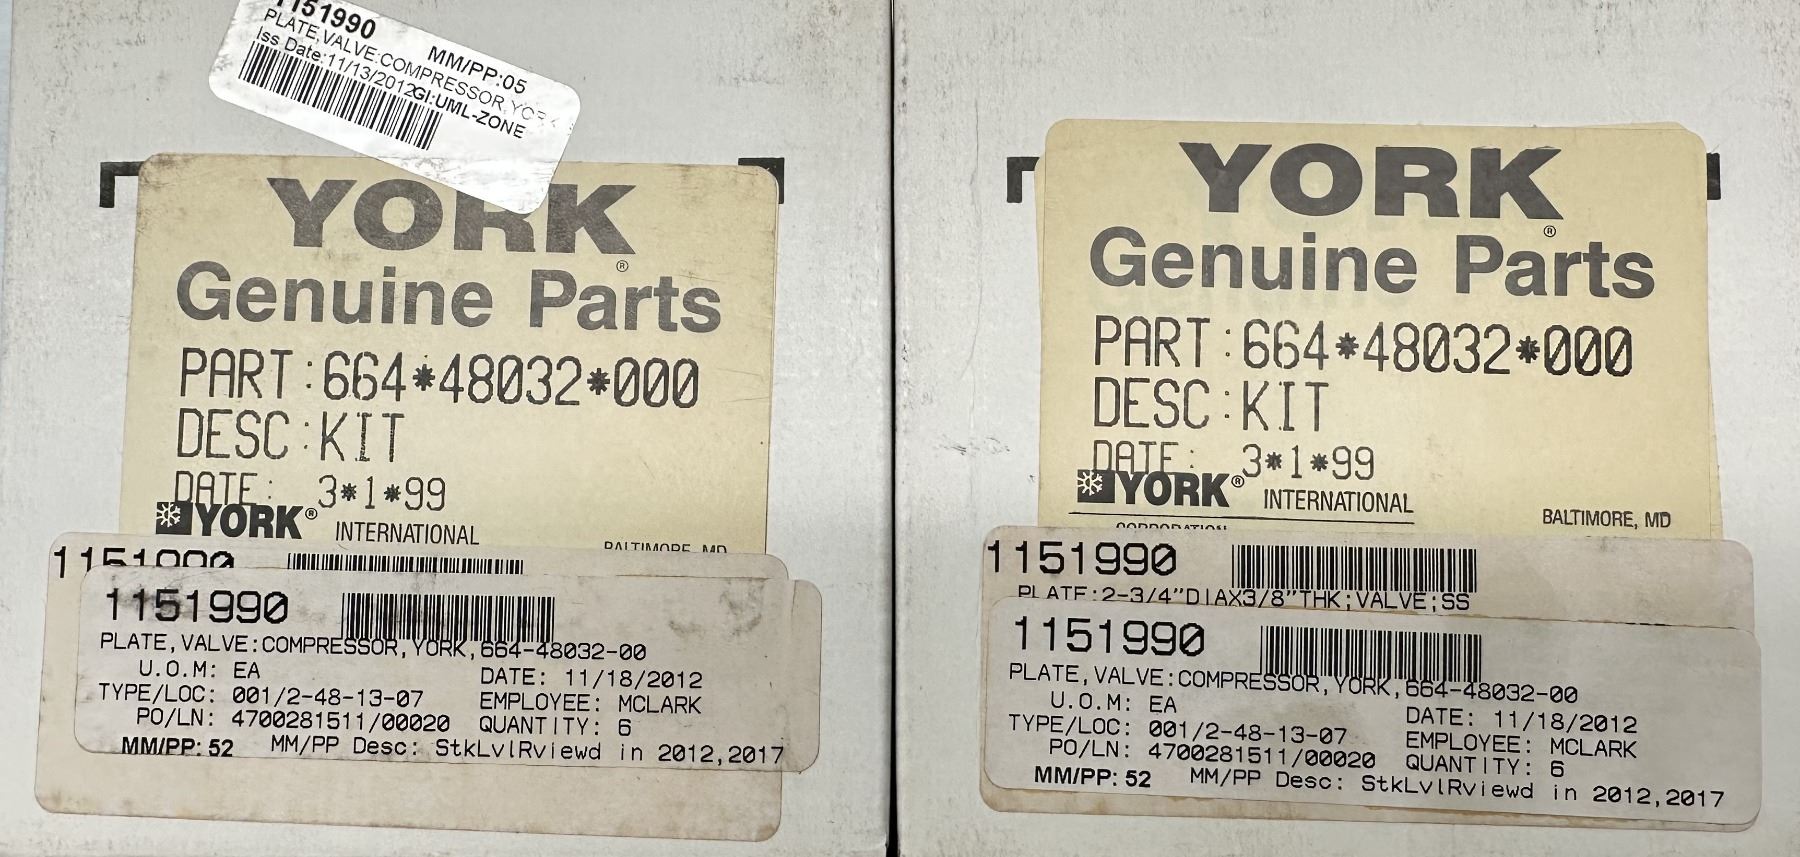 1151990
MM/PP:05
PLATE,VALVE:COMPRESSOR,YORK
Iss Date:11/13/2012 GI:UML-ZONE
YORK®
Genuine Parts
PART:664*48032*000
DESC:KIT
DATE: 3*1*99
YORK® INTERNATIONAL
BALTIMORE, MD
1151990
1151990
PLATE,VALVE:COMPRESSOR,YORK,664-48032-00
U.O.M: EA DATE: 11/18/2012
TYPE/LOC: 001/2-48-13-07 EMPLOYEE: MCLARK
PO/LN: 4700281511/00020 QUANTITY: 6
MM/PP: 52 MM/PP Desc: StkLvlRviewd in 2012,2017
YORK®
Genuine Parts
PART:664*48032*000
DESC:KIT
DATE: 3*1*99
YORK® INTERNATIONAL
CORPORATION
BALTIMORE, MD
1151990
PLATE:2-3/4"DIAX3/8"THK;VALVE;SS
1151990
PLATE,VALVE:COMPRESSOR,YORK,664-48032-00
U.O.M: EA DATE: 11/18/2012
TYPE/LOC: 001/2-48-13-07 EMPLOYEE: MCLARK
PO/LN: 4700281511/00020 QUANTITY: 6
MM/PP: 52 MM/PP Desc: StkLvlRviewd in 2012,2017